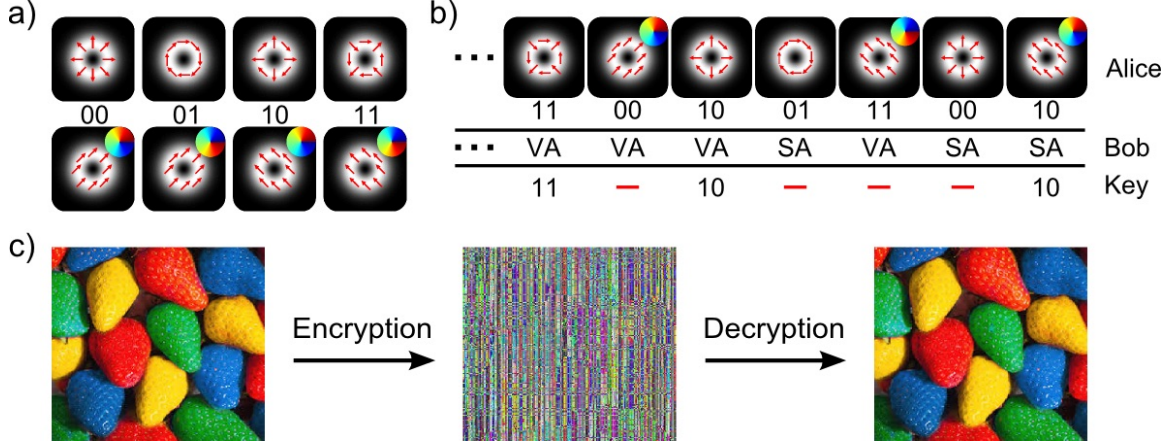 a)
00 01 10 11
b)
... Alice
11 00 10 01 11 00 10
... VA VA VA SA VA SA SA Bob
11 – 10 – – – 10 Key
c)
Encryption
Decryption